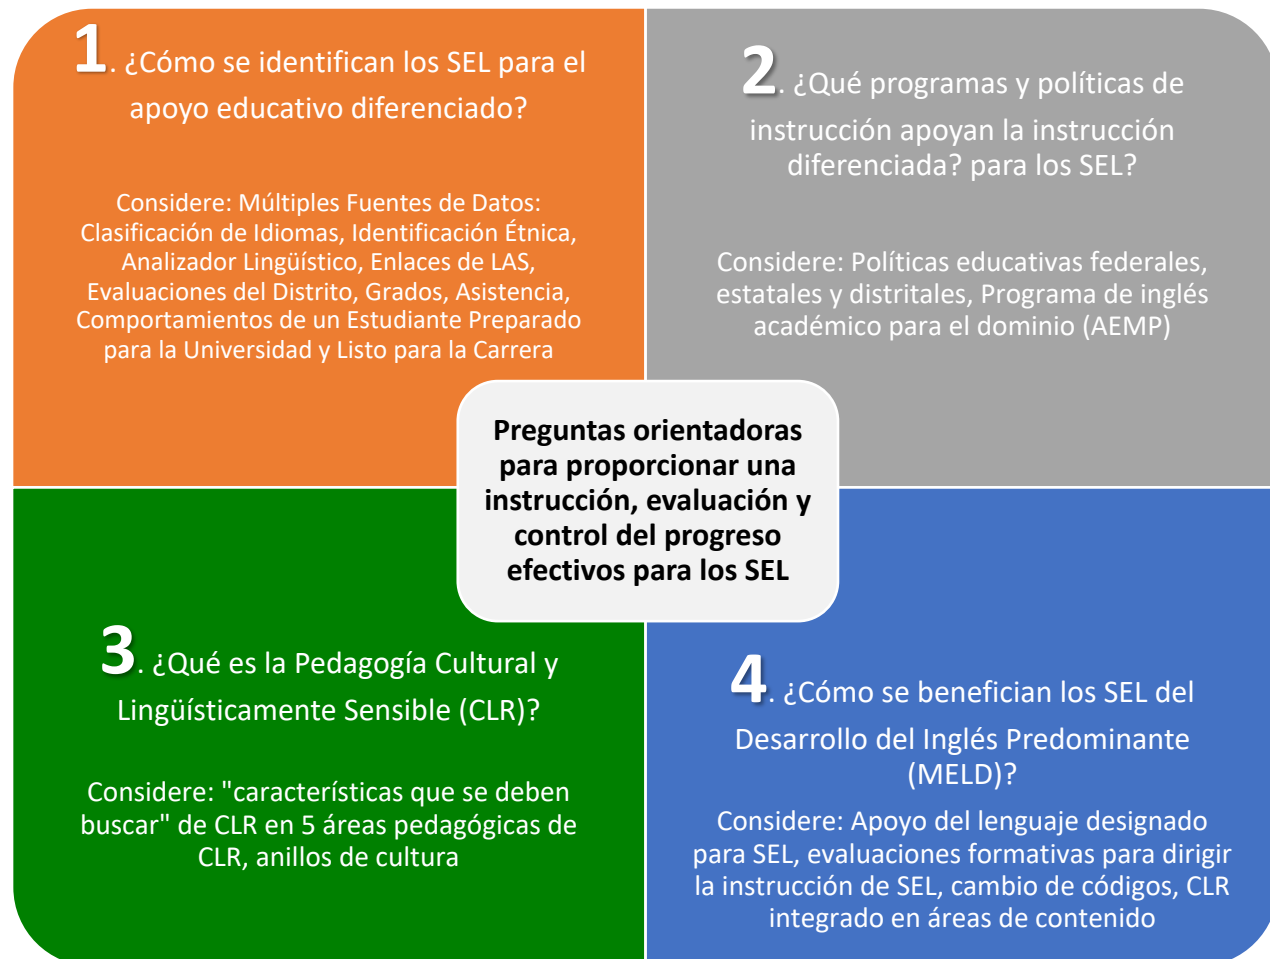 1. ¿Cómo se identifican los SEL para el
apoyo educativo diferenciado?
Considere: Múltiples Fuentes de Datos:
Clasificación de Idiomas, Identificación Étnica,
Analizador Lingüístico, Enlaces de LAS,
Evaluaciones del Distrito, Grados, Asistencia,
Comportamientos de un Estudiante Preparado
para la Universidad y Listo para la Carrera
2. ¿Qué programas y políticas de
instrucción apoyan la instrucción
diferenciada? para los SEL?
Considere: Políticas educativas federales,
estatales y distritales, Programa de inglés
académico para el dominio (AEMP)
Preguntas orientadoras
para proporcionar una
instrucción, evaluación y
control del progreso
efectivos para los SEL
3. ¿Qué es la Pedagogía Cultural y
Lingüísticamente Sensible (CLR)?
Considere: "características que se deben
buscar" de CLR en 5 áreas pedagógicas de
CLR, anillos de cultura
4. ¿Cómo se benefician los SEL del
Desarrollo del Inglés Predominante
(MELD)?
Considere: Apoyo del lenguaje designado
para SEL, evaluaciones formativas para dirigir
la instrucción de SEL, cambio de códigos, CLR
integrado en áreas de contenido